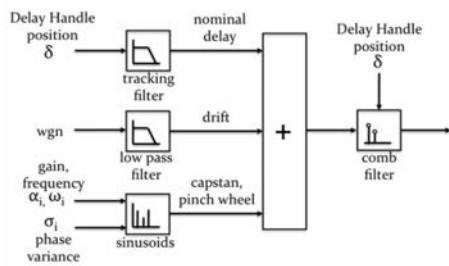 Delay Handle
position
δ
nominal
delay
tracking
filter
Delay Handle
position
δ
wgn
drift
low pass
filter
+
comb
filter
gain,
frequency
αᵢ, ωᵢ
capstan,
pinch wheel
σᵢ
phase
variance
sinusoids